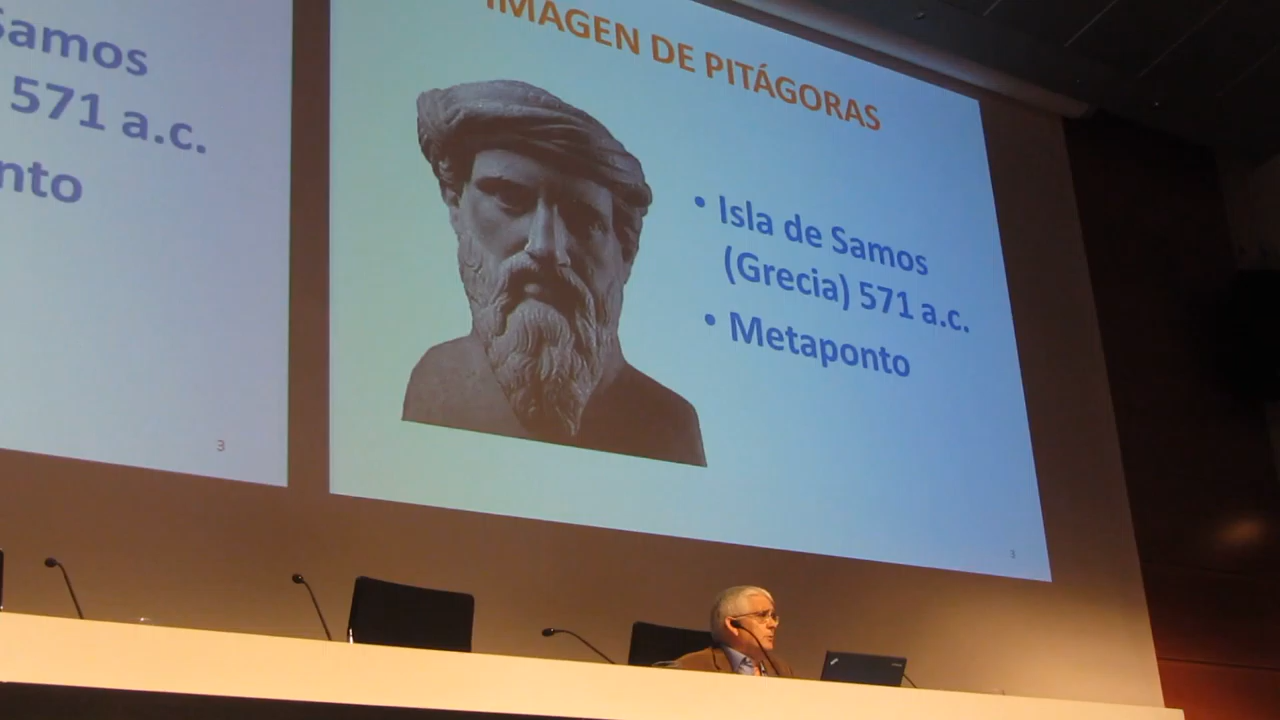 Samos
571 a.c.
nto
3
IMAGEN DE PITÁGORAS
• Isla de Samos
(Grecia) 571 a.c.
• Metaponto
3